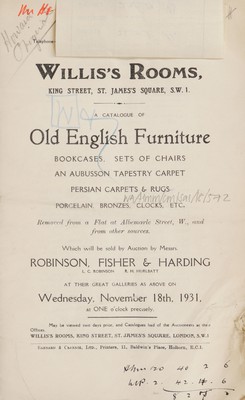 Telephone
WILLIS'S ROOMS,
KING STREET, ST. JAMES'S SQUARE, S.W. 1.
A CATALOGUE OF
Old English Furniture
BOOKCASES. SETS OF CHAIRS
AN AUBUSSON TAPESTRY CARPET
PERSIAN CARPETS & RUGS
PORCELAIN, BRONZES, CLOCKS, ETC.
Removed from a Flat at Albemarle Street, W., and
from other sources.
Which will be sold by Auction by Messrs.
ROBINSON, FISHER & HARDING
L. C. ROBINSON R. H. HURLBATT
AT THEIR GREAT GALLERIES AS ABOVE ON
Wednesday, November 18th, 1931,
at ONE o'clock precisely.
May be viewed two days prior, and Catalogues had of the Auctioneers at their
Offices,
WILLIS'S ROOMS, KING STREET, ST. JAMES'S SQUARE, LONDON, S.W. 1